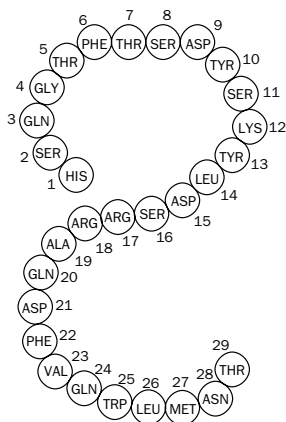 1 HIS
2 SER
3 GLN
4 GLY
5 THR
6 PHE
7 THR
8 SER
9 ASP
10 TYR
11 SER
12 LYS
13 TYR
14 LEU
15 ASP
16 SER
17 ARG
18 ARG
19 ALA
20 GLN
21 ASP
22 PHE
23 VAL
24 GLN
25 TRP
26 LEU
27 MET
28 ASN
29 THR